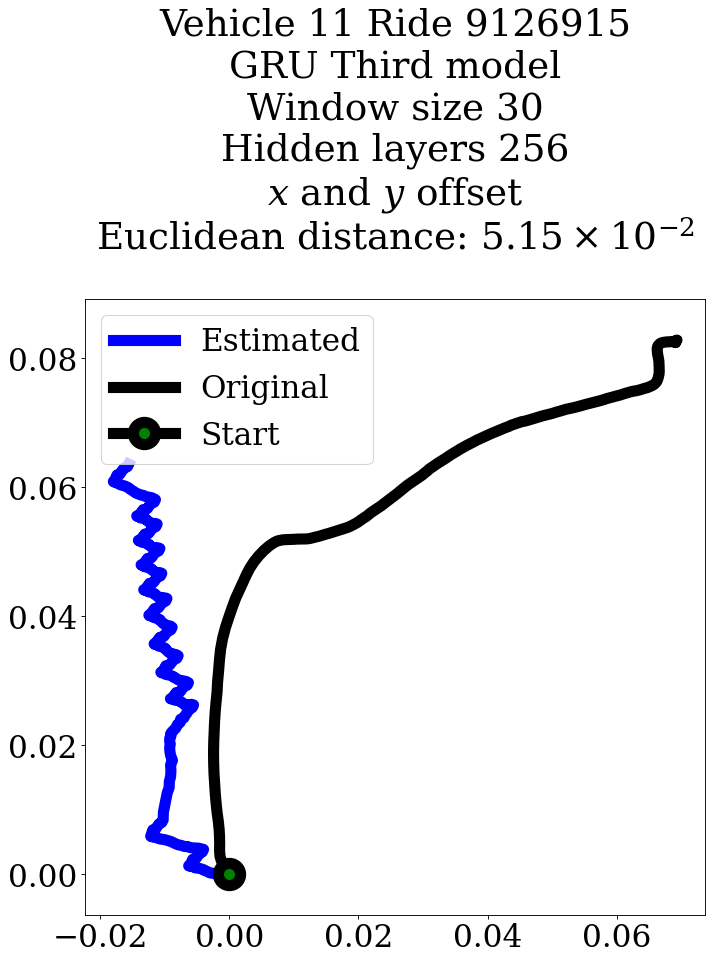 Vehicle 11 Ride 9126915
GRU Third model
Window size 30
Hidden layers 256
x and y offset
Euclidean distance: 5.15 × 10⁻²
Estimated
Original
Start
0.08
0.06
0.04
0.02
0.00
−0.02 0.00 0.02 0.04 0.06